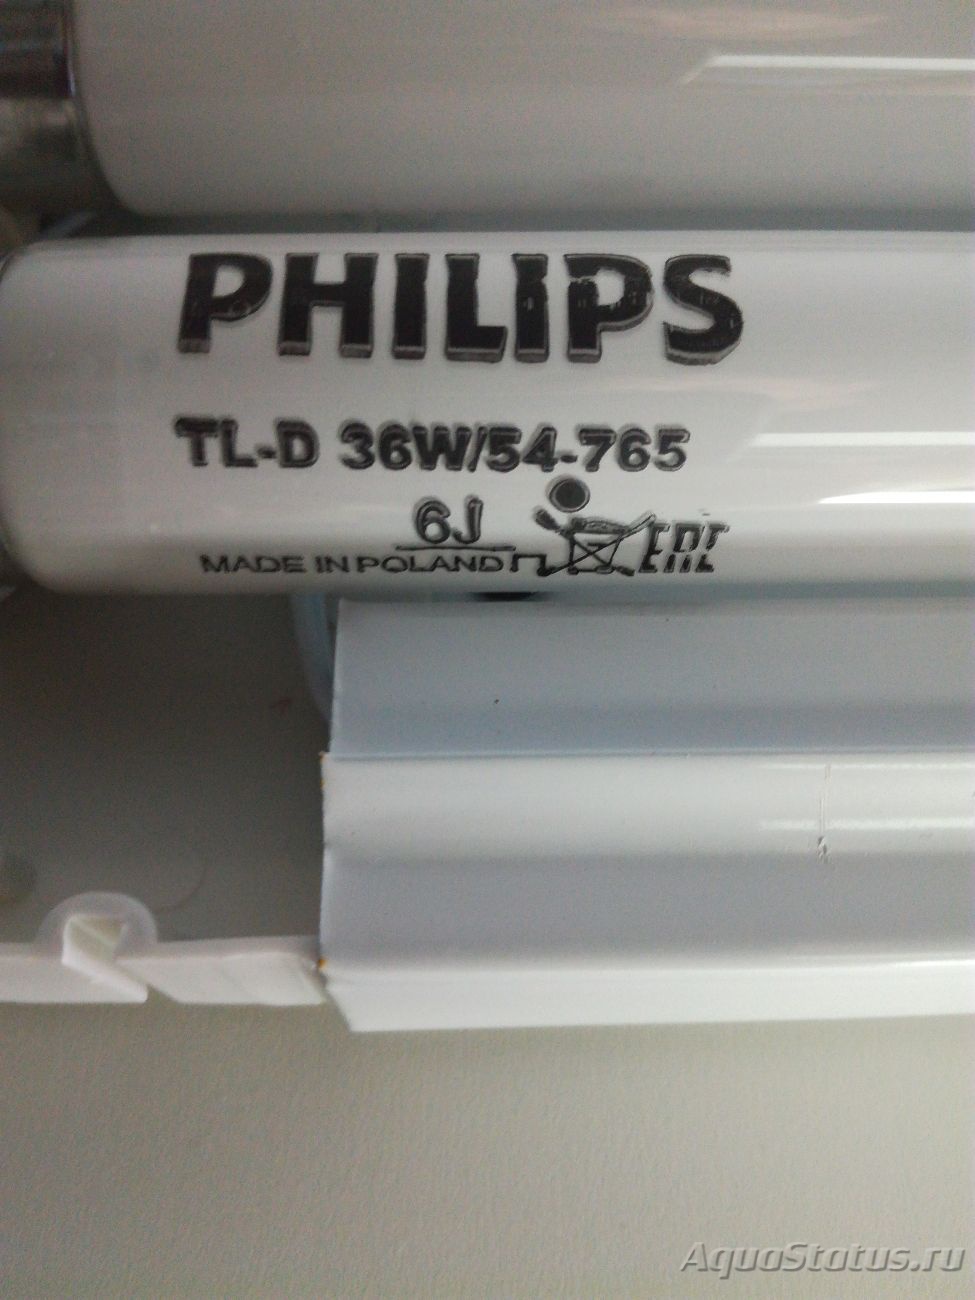 PHILIPS
TL-D 36W/54-765
6J
MADE IN POLAND EAC
AquaStatus.ru